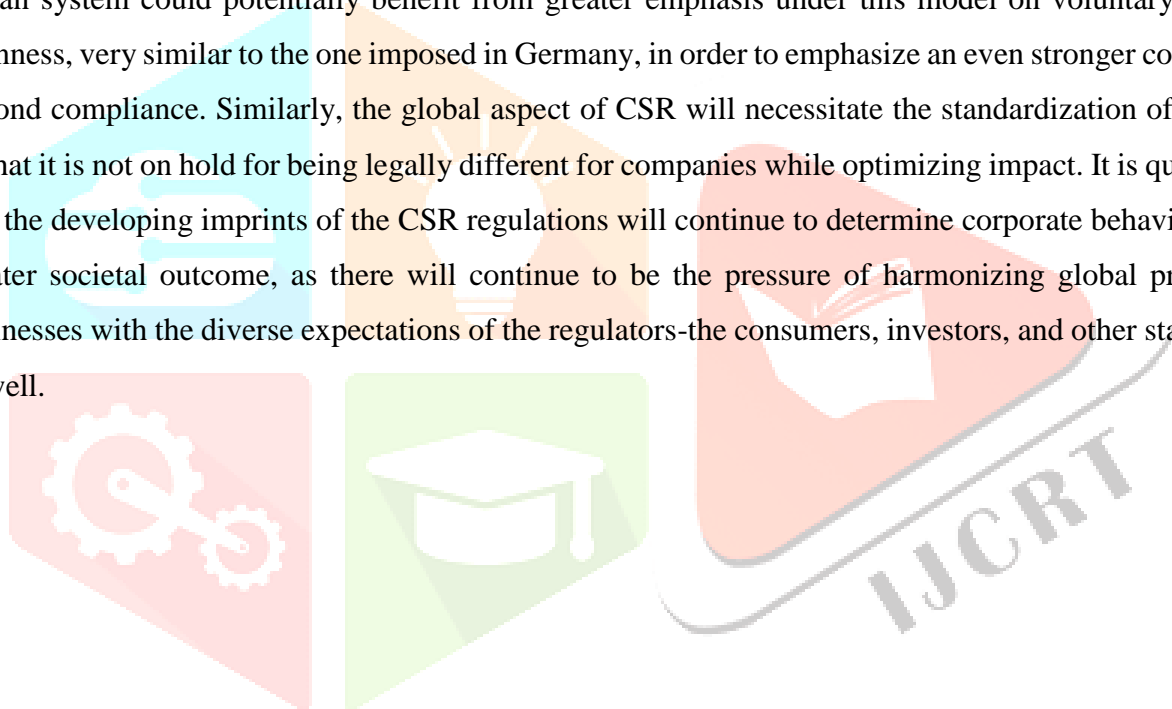 an system could potentially benefit from greater emphasis under this model on voluntary
nness, very similar to the one imposed in Germany, in order to emphasize an even stronger co
ond compliance. Similarly, the global aspect of CSR will necessitate the standardization of
hat it is not on hold for being legally different for companies while optimizing impact. It is qu
the developing imprints of the CSR regulations will continue to determine corporate behavi
ater societal outcome, as there will continue to be the pressure of harmonizing global pr
inesses with the diverse expectations of the regulators-the consumers, investors, and other sta
vell.
IJCRT